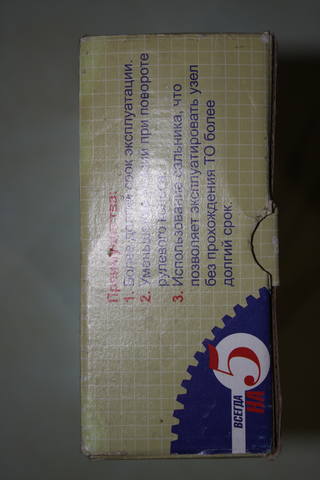 Преимущества:
1. Более долгий срок эксплуатации.
2. Уменьшение при повороте
рулевого
3. Использование сальника, что
позволяет эксплуатировать узел
без прохождения ТО более
долгий срок.
ВСЕГДА
НА 5